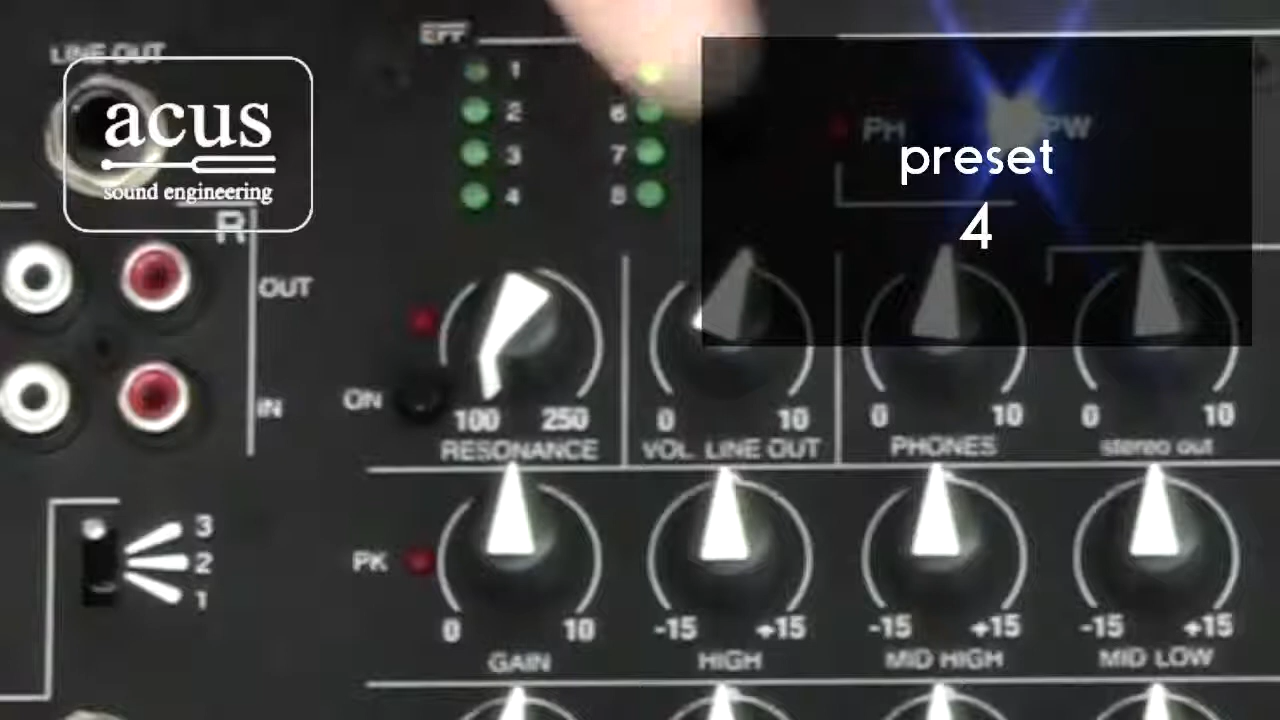 LINE OUT
acus
sound engineering
R
OUT
IN
3
2
1
EFF
1
2 6
3 7
4 8
PH PW
preset
4
ON
100 250
RESONANCE
0 10
VOL. LINE OUT
0 10
PHONES
0 10
stereo out
PK
0 10
GAIN
-15 +15
HIGH
-15 +15
MID HIGH
-15 +15
MID LOW